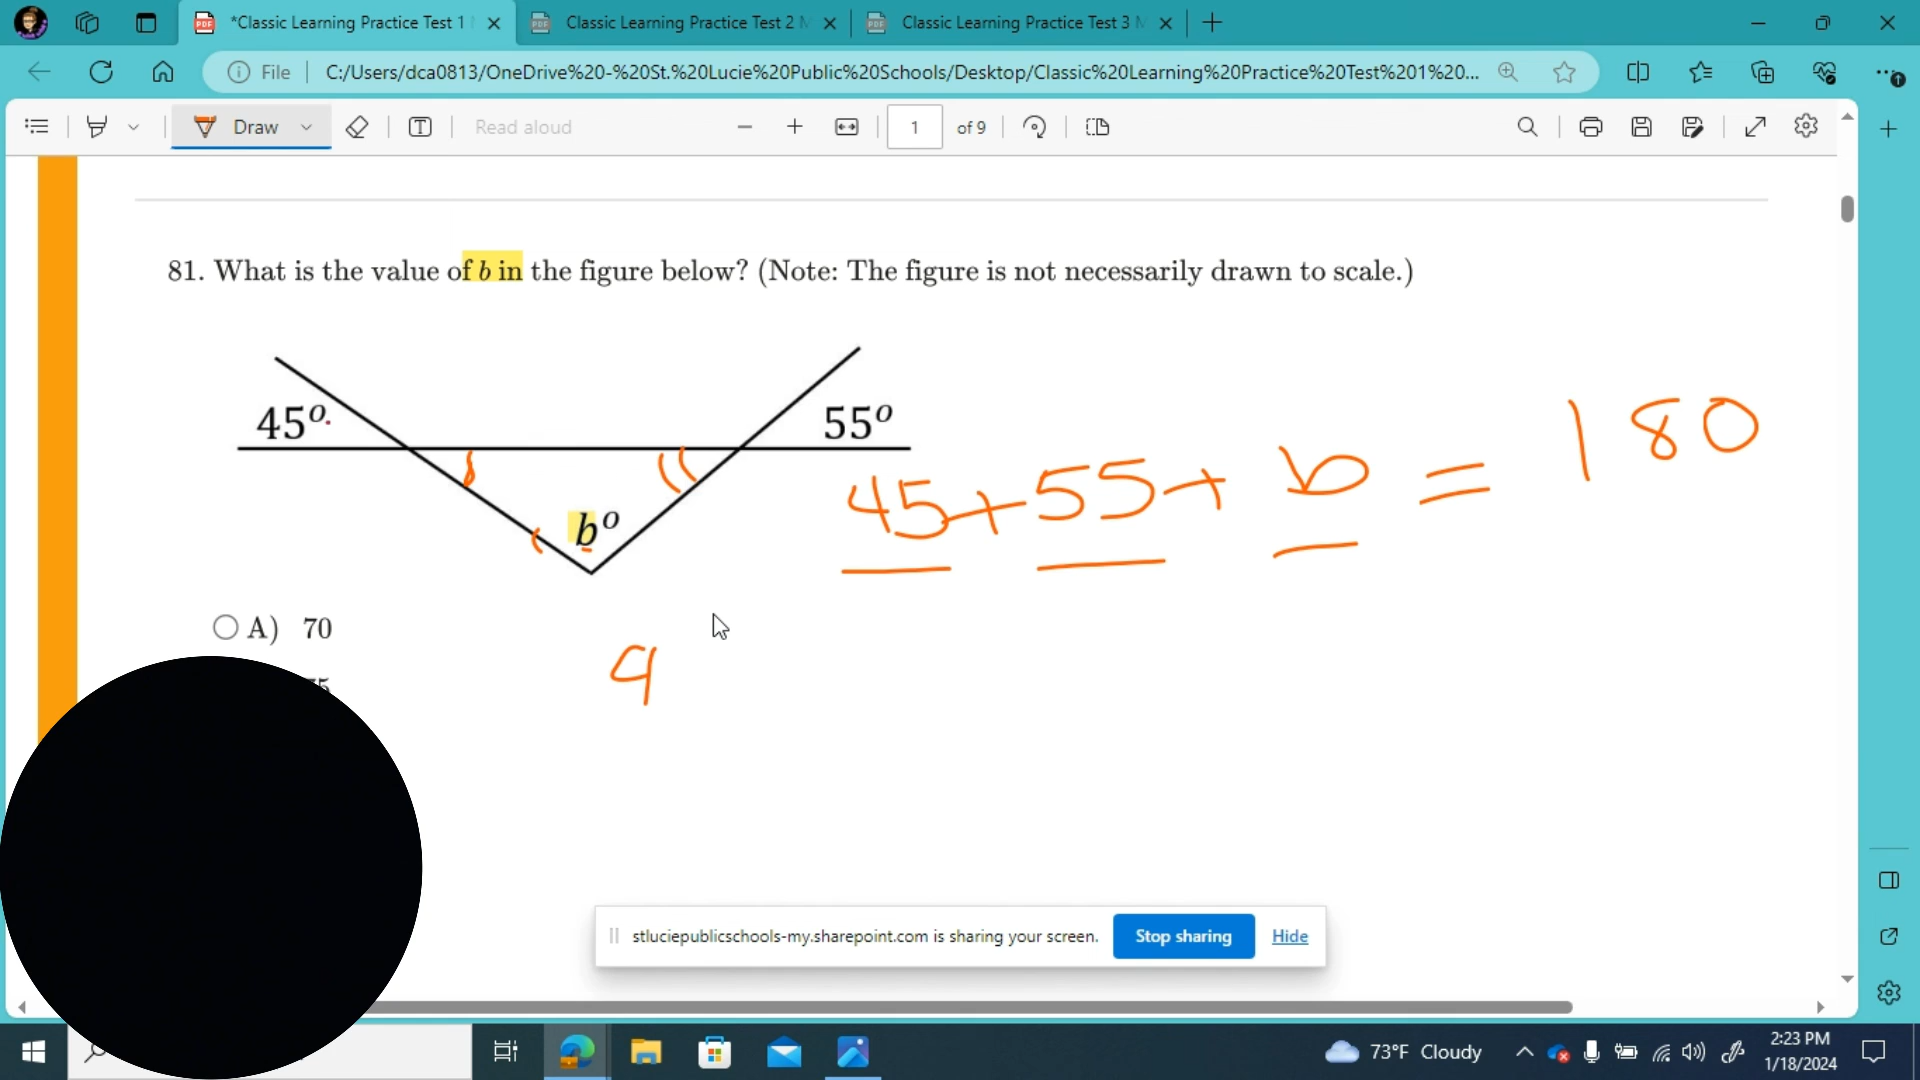 *Classic Learning Practice Test 1
Classic Learning Practice Test 2 M
Classic Learning Practice Test 3 M
File
C:/Users/dca0813/OneDrive%20-%20St.%20Lucie%20Public%20Schools/Desktop/Classic%20Learning%20Practice%20Test%201%20...
Draw
Read aloud
1 of 9
81. What is the value of b in the figure below? (Note: The figure is not necessarily drawn to scale.)
45°
55°
b°
45+55+ b = 180
A) 70
9
stluciepublicschools-my.sharepoint.com is sharing your screen.
Stop sharing
Hide
73°F Cloudy
2:23 PM
1/18/2024